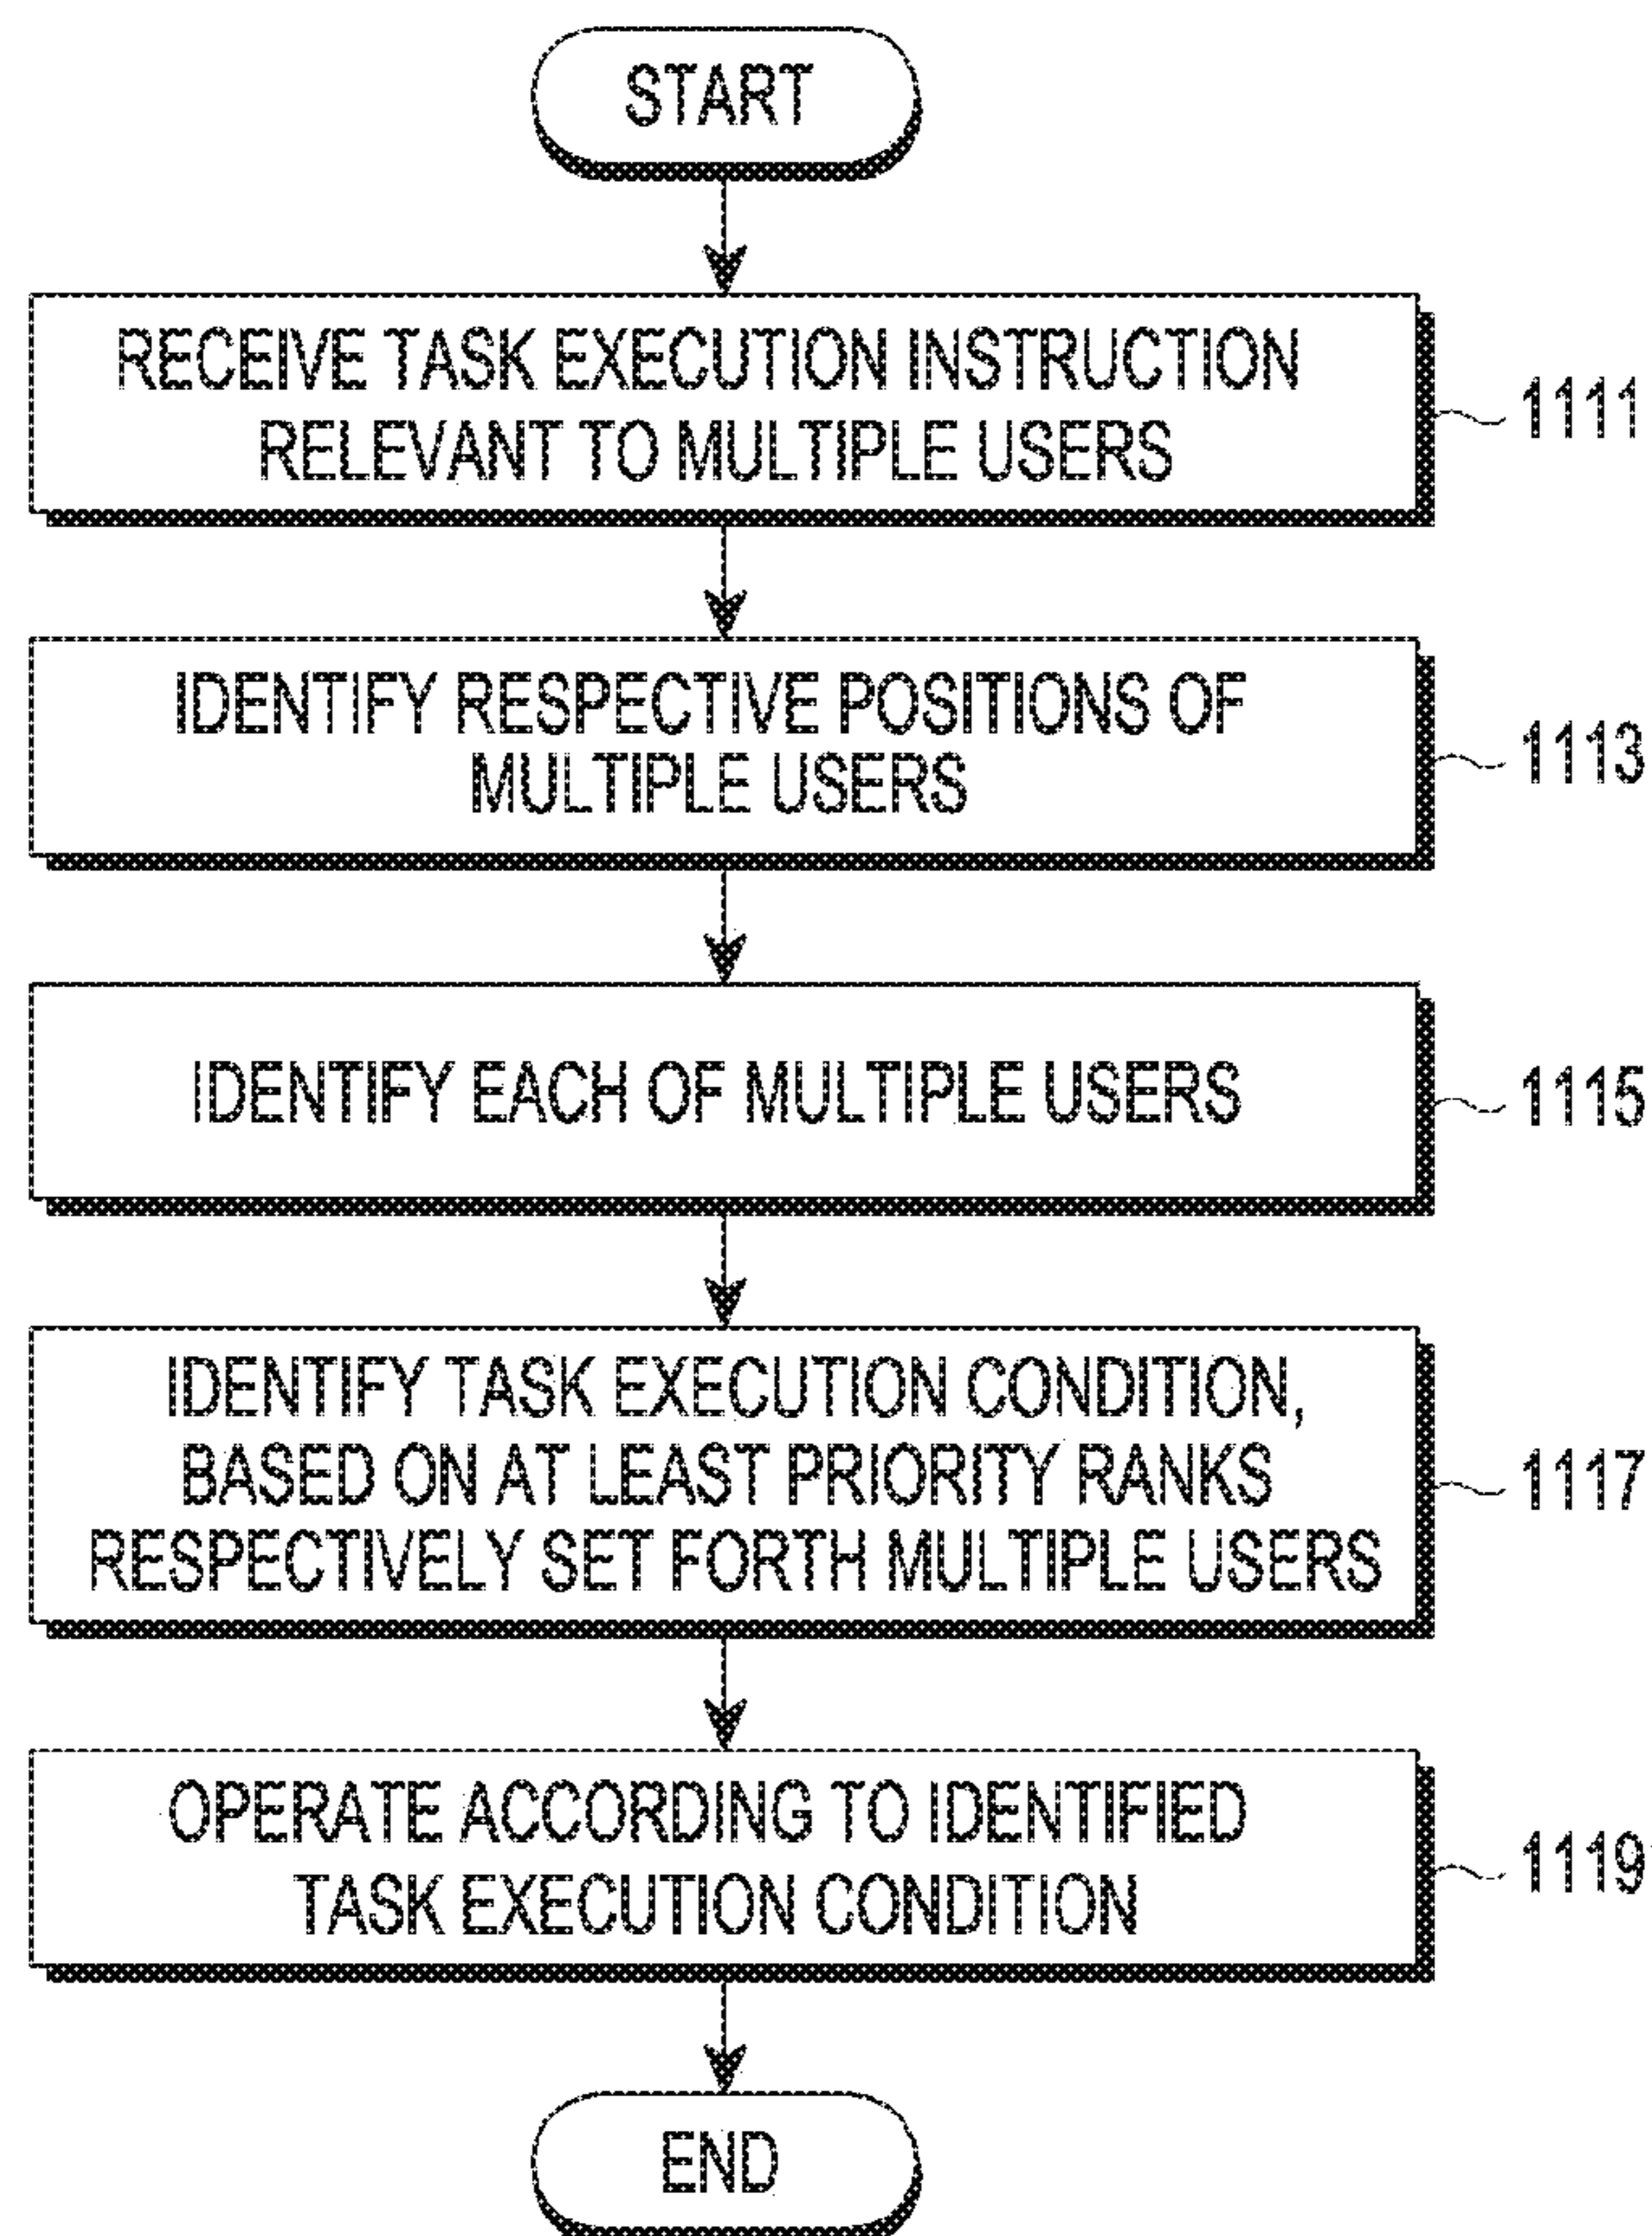 START
RECEIVE TASK EXECUTION INSTRUCTION
RELEVANT TO MULTIPLE USERS
1111
IDENTIFY RESPECTIVE POSITIONS OF
MULTIPLE USERS
1113
IDENTIFY EACH OF MULTIPLE USERS
1115
IDENTIFY TASK EXECUTION CONDITION,
BASED ON AT LEAST PRIORITY RANKS
RESPECTIVELY SET FORTH MULTIPLE USERS
1117
OPERATE ACCORDING TO IDENTIFIED
TASK EXECUTION CONDITION
1119
END